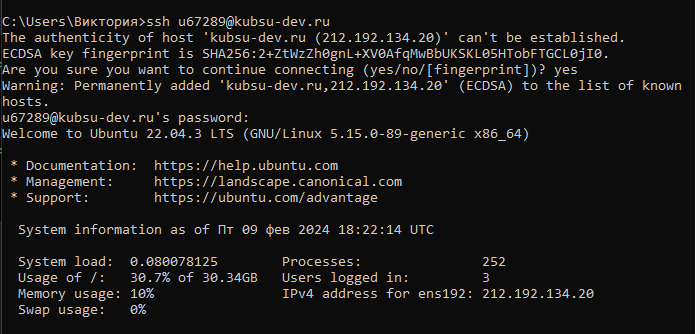 C:\Users\Виктория>ssh u67289@kubsu-dev.ru
The authenticity of host 'kubsu-dev.ru (212.192.134.20)' can't be established.
ECDSA key fingerprint is SHA256:2+ZtWzZh0gnL+XV0AfqMwBbUKSKL05HTobFTGCL0jI0.
Are you sure you want to continue connecting (yes/no/[fingerprint])? yes
Warning: Permanently added 'kubsu-dev.ru,212.192.134.20' (ECDSA) to the list of known
hosts.
u67289@kubsu-dev.ru's password:
Welcome to Ubuntu 22.04.3 LTS (GNU/Linux 5.15.0-89-generic x86_64)
* Documentation:  https://help.ubuntu.com
* Management:     https://landscape.canonical.com
* Support:        https://ubuntu.com/advantage
System information as of Пт 09 фев 2024 18:22:14 UTC
System load:  0.080078125        Processes:               252
Usage of /:   30.7% of 30.34GB   Users logged in:         3
Memory usage: 10%                IPv4 address for ens192: 212.192.134.20
Swap usage:   0%